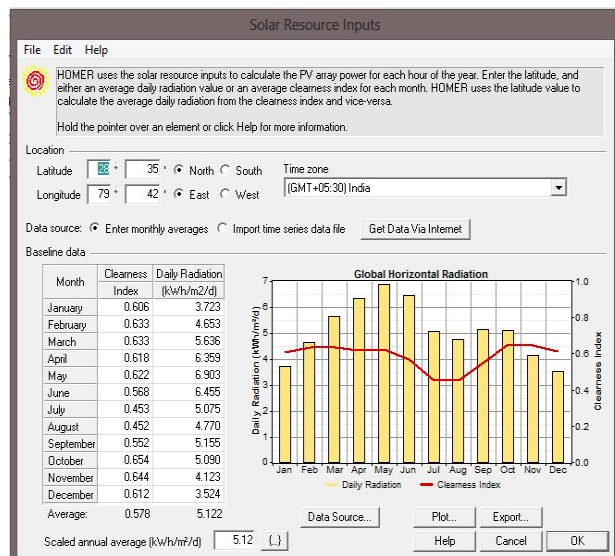 Solar Resource Inputs
File Edit Help
HOMER uses the solar resource inputs to calculate the PV array power for each hour of the year. Enter the latitude, and
either an average daily radiation value or an average clearness index for each month. HOMER uses the latitude value to
calculate the average daily radiation from the clearness index and vice-versa.
Hold the pointer over an element or click Help for more information.
Location
Latitude 28 ° 35 ' North South Time zone
Longitude 79 ° 42 ' East West (GMT+05:30) India
Data source: Enter monthly averages Import time series data file Get Data Via Internet
Baseline data
Month Clearness Index Daily Radiation (kWh/m2/d)
January 0.606 3.723
February 0.633 4.653
March 0.633 5.636
April 0.618 6.359
May 0.622 6.903
June 0.568 6.455
July 0.453 5.075
August 0.452 4.770
September 0.552 5.155
October 0.654 5.090
November 0.644 4.123
December 0.612 3.524
Average: 0.578 5.122
Scaled annual average (kWh/m²/d) 5.12 {..}
Global Horizontal Radiation
Daily Radiation (kWh/m²/d)
7
6
5
4
3
2
1
0
Clearness Index
1.0
0.8
0.6
0.4
0.2
0.0
Jan Feb Mar Apr May Jun Jul Aug Sep Oct Nov Dec
Daily Radiation Clearness Index
Data Source... Plot... Export...
Help Cancel OK